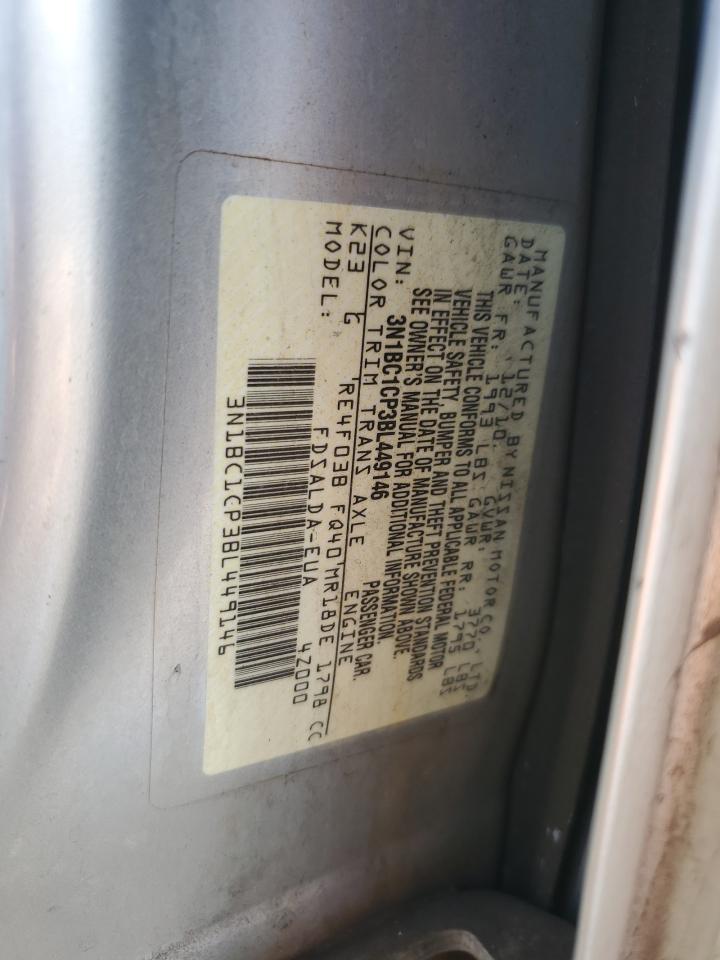 MANUFACTURED BY NISSAN MOTOR CO., LTD.
DATE: 12/10 GVWR: 3770 LBS
GAWR FR: 1993 LBS GAWR RR: 1795 LBS
THIS VEHICLE CONFORMS TO ALL APPLICABLE FEDERAL MOTOR
VEHICLE SAFETY, BUMPER AND THEFT PREVENTION STANDARDS
IN EFFECT ON THE DATE OF MANUFACTURE SHOWN ABOVE.
SEE OWNER'S MANUAL FOR ADDITIONAL INFORMATION.
VIN: 3N1BC1CP3BL449146 PASSENGER CAR.
COLOR TRIM TRANS AXLE ENGINE
K23 G RE4F03B FQ40 MR18DE 1798 CC
MODEL: FDSALDA-EUA 4Z000
3N1BC1CP3BL449146